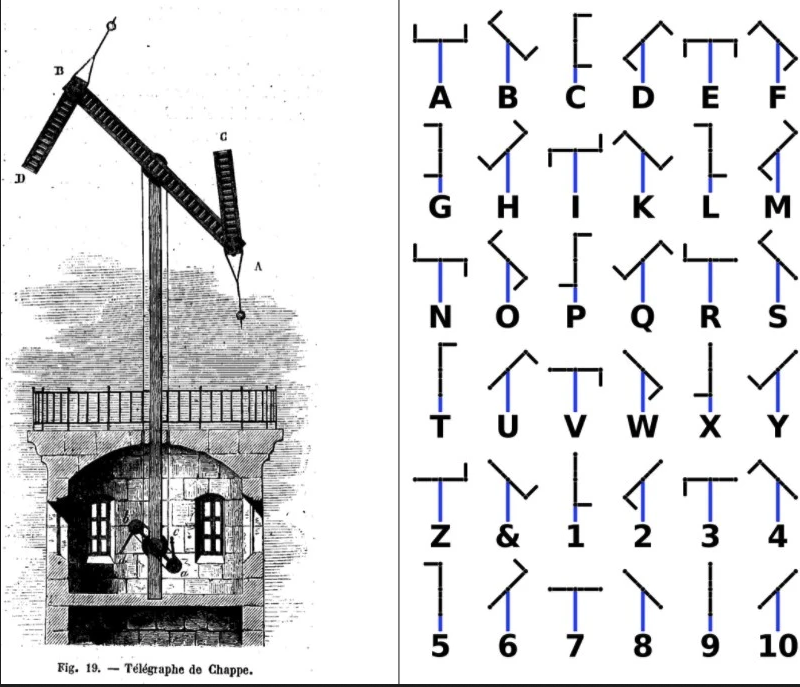 B
C
D
A
b
c
a
Fig. 19. — Télégraphe de Chappe.
A B C D E F
G H I K L M
N O P Q R S
T U V W X Y
Z & 1 2 3 4
5 6 7 8 9 10